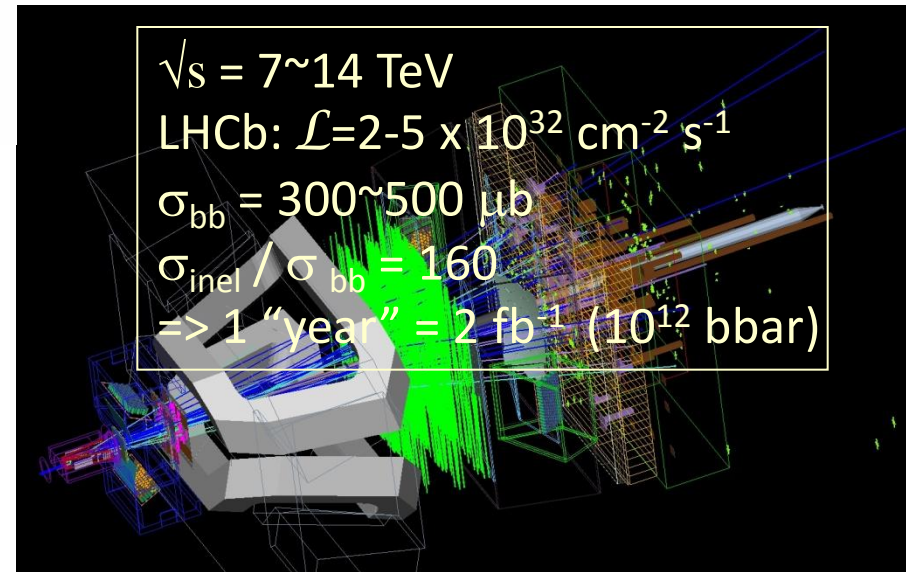 √s = 7~14 TeV
LHCb: ℒ=2-5 x 10³² cm⁻² s⁻¹
σbb = 300~500 μb
σinel / σ bb = 160
=> 1 “year” = 2 fb⁻¹ (10¹² bbar)